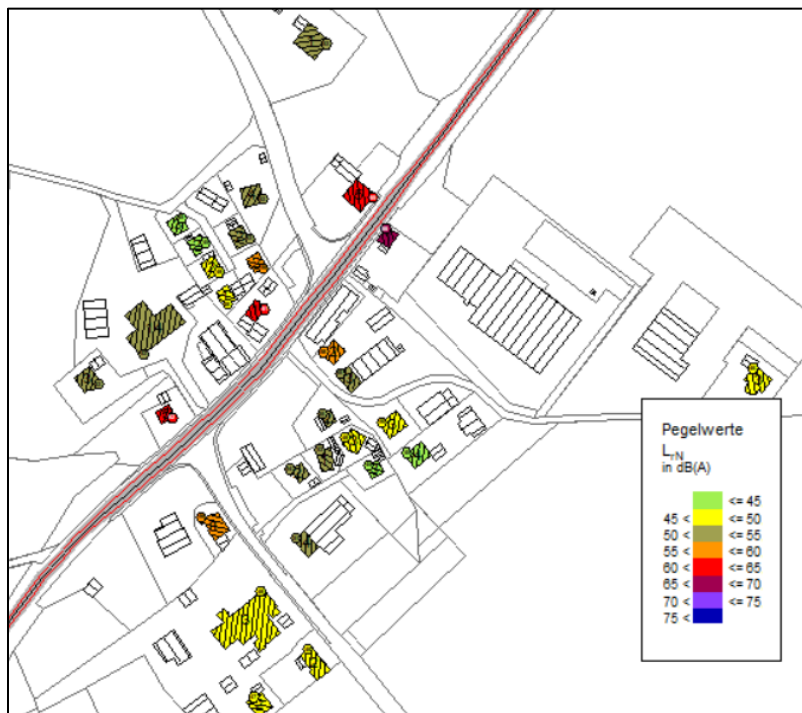 Pegelwerte
LrN
in dB(A)
<= 45
45 < <= 50
50 < <= 55
55 < <= 60
60 < <= 65
65 < <= 70
70 < <= 75
75 <